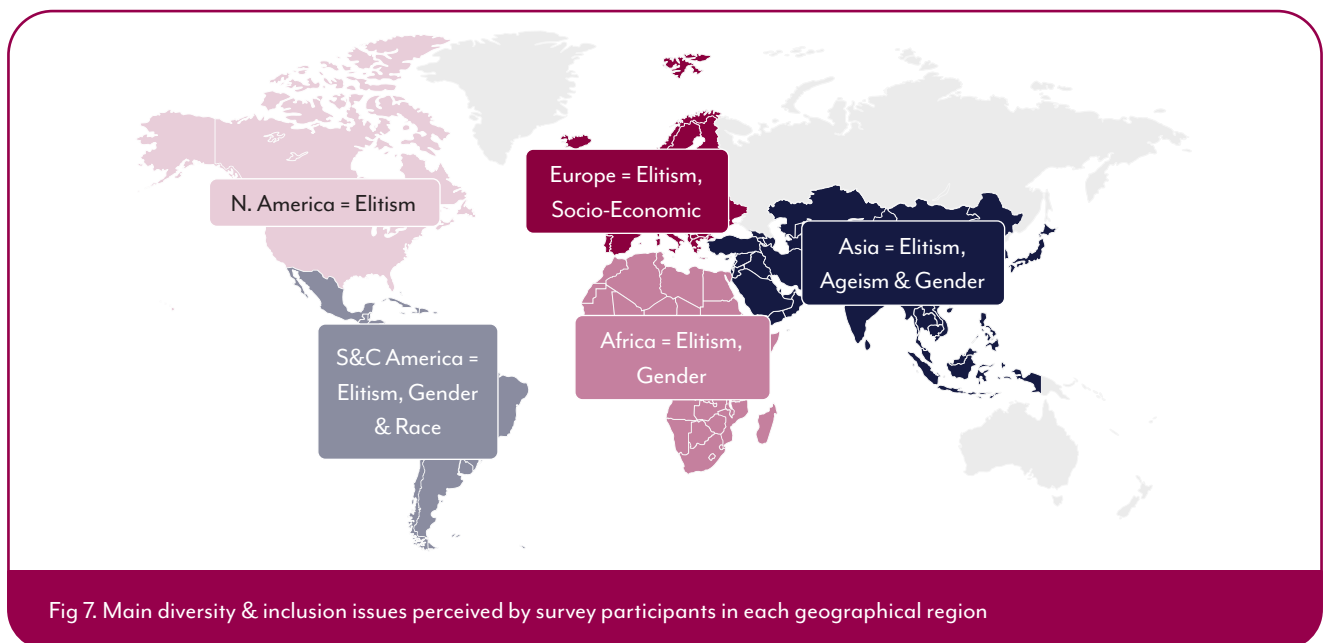 N. America = Elitism
Europe = Elitism,
Socio-Economic
Asia = Elitism,
Ageism & Gender
S&C America =
Elitism, Gender
& Race
Africa = Elitism,
Gender
Fig 7. Main diversity & inclusion issues perceived by survey participants in each geographical region